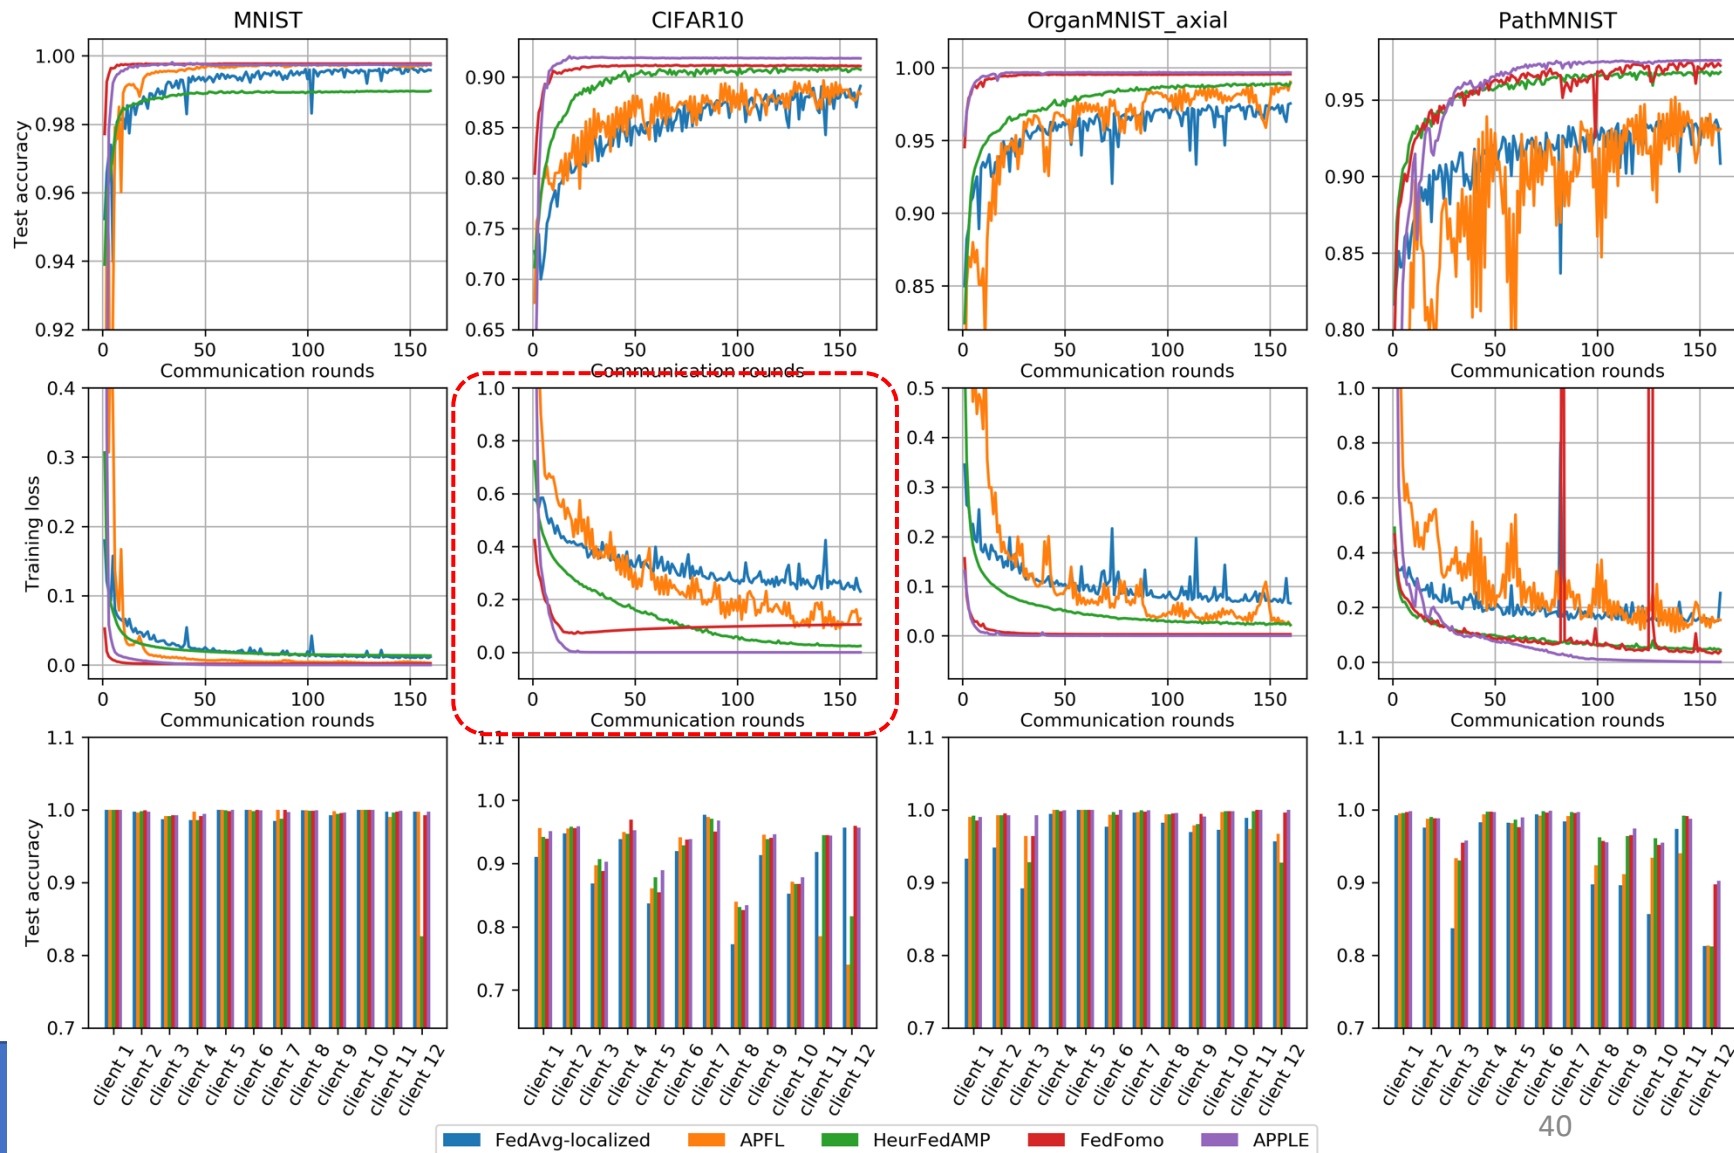 MNIST CIFAR10 OrganMNIST_axial PathMNIST
Test accuracy
1.00 0.98 0.96 0.94 0.92
0 50 100 150
Communication rounds
0.90 0.85 0.80 0.75 0.70 0.65
0 50 100 150
Communication rounds
1.00 0.95 0.90 0.85
0 50 100 150
Communication rounds
0.95 0.90 0.85 0.80
0 50 100 150
Communication rounds
Training loss
0.4 0.3 0.2 0.1 0.0
0 50 100 150
Communication rounds
1.0 0.8 0.6 0.4 0.2 0.0
0 50 100 150
Communication rounds
0.5 0.4 0.3 0.2 0.1 0.0
0 50 100 150
Communication rounds
1.0 0.8 0.6 0.4 0.2 0.0
0 50 100 150
Communication rounds
Test accuracy
1.1 1.0 0.9 0.8 0.7
client 1 client 2 client 3 client 4 client 5 client 6 client 7 client 8 client 9 client 10 client 11 client 12
1.1 1.0 0.9 0.8 0.7
client 1 client 2 client 3 client 4 client 5 client 6 client 7 client 8 client 9 client 10 client 11 client 12
1.1 1.0 0.9 0.8 0.7
client 1 client 2 client 3 client 4 client 5 client 6 client 7 client 8 client 9 client 10 client 11 client 12
1.1 1.0 0.9 0.8 0.7
client 1 client 2 client 3 client 4 client 5 client 6 client 7 client 8 client 9 client 10 client 11 client 12
FedAvg-localized APFL HeurFedAMP FedFomo APPLE
40